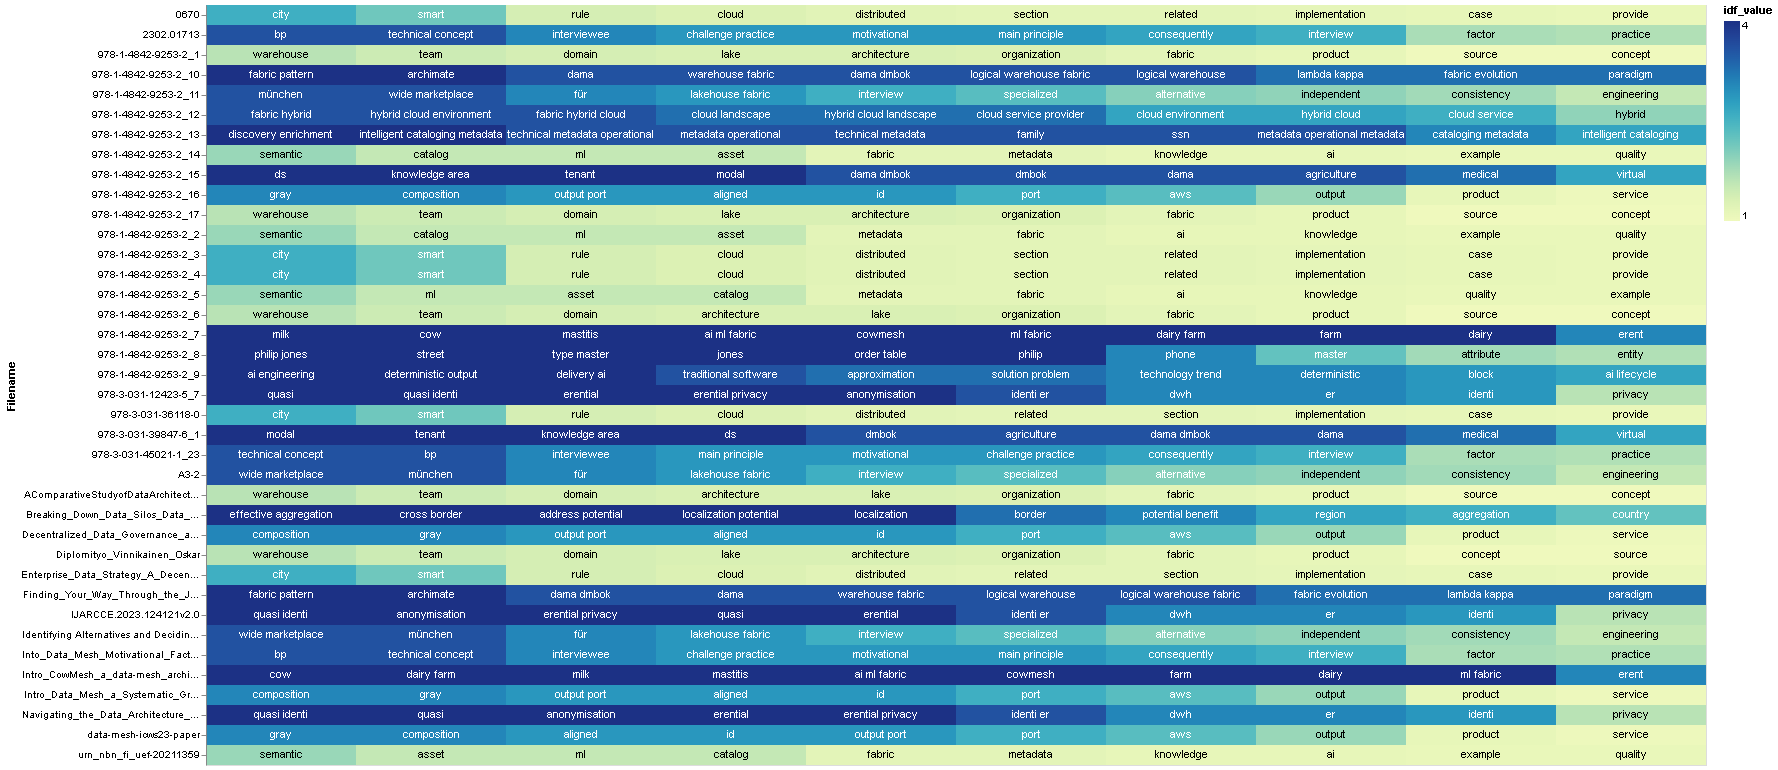 idf_value
4
1
Filename
0670 city smart rule cloud distributed section related implementation case provide
2302.01713 bp technical concept interviewee challenge practice motivational main principle consequently interview factor practice
978-1-4842-9253-2_1 warehouse team domain lake architecture organization fabric product source concept
978-1-4842-9253-2_10 fabric pattern archimate dama warehouse fabric dama dmbok logical warehouse fabric logical warehouse lambda kappa fabric evolution paradigm
978-1-4842-9253-2_11 münchen wide marketplace für lakehouse fabric interview specialized alternative independent consistency engineering
978-1-4842-9253-2_12 fabric hybrid hybrid cloud environment fabric hybrid cloud cloud landscape hybrid cloud landscape cloud service provider cloud environment hybrid cloud cloud service hybrid
978-1-4842-9253-2_13 discovery enrichment intelligent cataloging metadata technical metadata operational metadata operational technical metadata family ssn metadata operational metadata cataloging metadata intelligent cataloging
978-1-4842-9253-2_14 semantic catalog ml asset fabric metadata knowledge ai example quality
978-1-4842-9253-2_15 ds knowledge area tenant modal dama dmbok dmbok dama agriculture medical virtual
978-1-4842-9253-2_16 gray composition output port aligned id port aws output product service
978-1-4842-9253-2_17 warehouse team domain lake architecture organization fabric product source concept
978-1-4842-9253-2_2 semantic catalog ml asset metadata fabric ai knowledge example quality
978-1-4842-9253-2_3 city smart rule cloud distributed section related implementation case provide
978-1-4842-9253-2_4 city smart rule cloud distributed section related implementation case provide
978-1-4842-9253-2_5 semantic ml asset catalog metadata fabric ai knowledge quality example
978-1-4842-9253-2_6 warehouse team domain architecture lake organization fabric product source concept
978-1-4842-9253-2_7 milk cow mastitis ai ml fabric cowmesh ml fabric dairy farm farm dairy erent
978-1-4842-9253-2_8 philip jones street type master jones order table philip phone master attribute entity
978-1-4842-9253-2_9 ai engineering deterministic output delivery ai traditional software approximation solution problem technology trend deterministic block ai lifecycle
978-3-031-12423-5_7 quasi quasi identi erential erential privacy anonymisation identi er dwh er identi privacy
978-3-031-36118-0 city smart rule cloud distributed related section implementation case provide
978-3-031-39847-6_1 modal tenant knowledge area ds dmbok agriculture dama dmbok dama medical virtual
978-3-031-45021-1_23 technical concept bp interviewee main principle motivational challenge practice consequently interview factor practice
A3-2 wide marketplace münchen für lakehouse fabric interview specialized alternative independent consistency engineering
AComparativeStudyofDataArchitect... warehouse team domain architecture lake organization fabric product source concept
Breaking_Down_Data_Silos_Data_... effective aggregation cross border address potential localization potential localization border potential benefit region aggregation country
Decentralized_Data_Governance_a... composition gray output port aligned id port aws output product service
Diplomityo_Vinnikainen_Oskar warehouse team domain lake architecture organization fabric product concept source
Enterprise_Data_Strategy_A_Decen... city smart rule cloud distributed related section implementation case provide
Finding_Your_Way_Through_the_J... fabric pattern archimate dama dmbok dama warehouse fabric logical warehouse logical warehouse fabric fabric evolution lambda kappa paradigm
IJARCCE.2023.124121v2.0 quasi identi anonymisation erential privacy quasi erential identi er dwh er identi privacy
Identifying Alternatives and Decidin... wide marketplace münchen für lakehouse fabric interview specialized alternative independent consistency engineering
Into_Data_Mesh_Motivational_Fact... bp technical concept interviewee challenge practice motivational main principle consequently interview factor practice
Intro_CowMesh_a_data-mesh_archi... cow dairy farm milk mastitis ai ml fabric cowmesh farm dairy ml fabric erent
Intro_Data_Mesh_a_Systematic_Gr... composition gray output port aligned id port aws output product service
Navigating_the_Data_Architecture_... quasi identi quasi anonymisation erential erential privacy identi er dwh er identi privacy
data-mesh-iows23-paper gray composition aligned id output port port aws output product service
urn_nbn_fi_uef-20211359 semantic asset ml catalog fabric metadata knowledge ai example quality